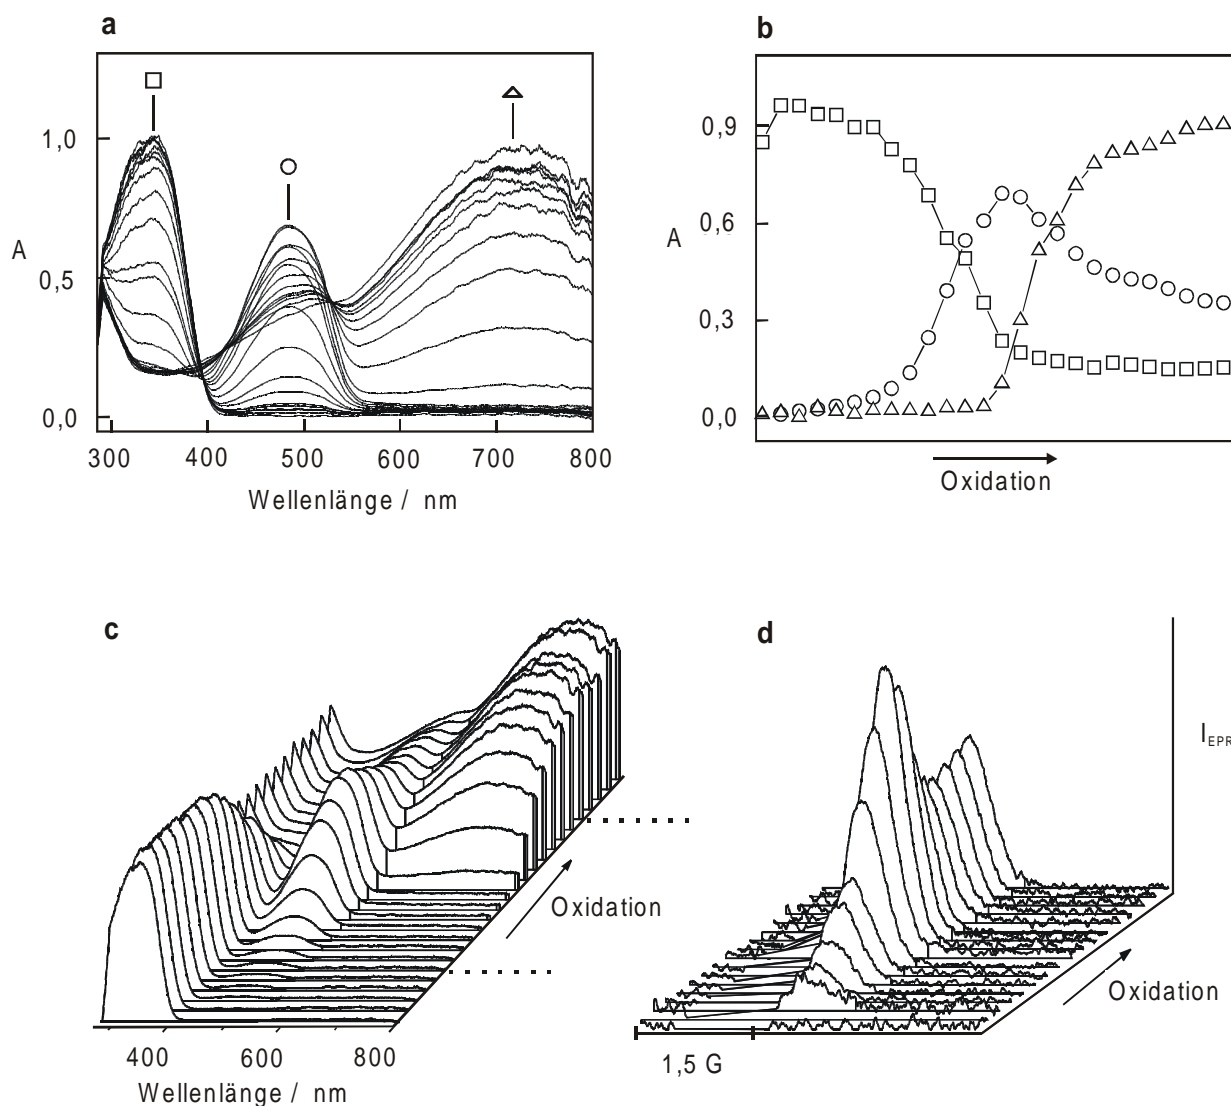 a
1,0
A
0,5
0,0
300 400 500 600 700 800
Wellenlänge / nm
b
0,9
A
0,6
0,3
0,0
Oxidation
c
Oxidation
400 600 800
Wellenlänge / nm
d
I EPR
Oxidation
1,5 G